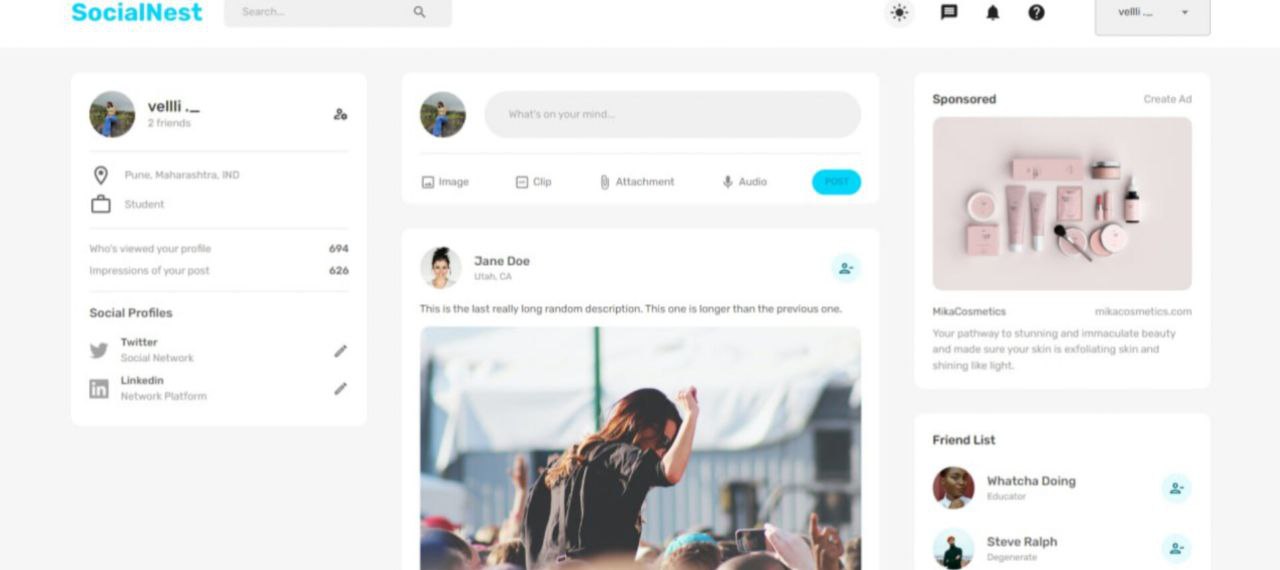 SocialNest
Search...
vellli ._
vellli ._
2 friends
Pune, Maharashtra, IND
Student
Who's viewed your profile 694
Impressions of your post 626
Social Profiles
Twitter
Social Network
Linkedin
Network Platform
What's on your mind...
Image Clip Attachment Audio POST
Jane Doe
Utah, CA
This is the last really long random description. This one is longer than the previous one.
Sponsored Create Ad
MikaCosmetics mikacosmetics.com
Your pathway to stunning and immaculate beauty
and made sure your skin is exfoliating skin and
shining like light.
Friend List
Whatcha Doing
Educator
Steve Ralph
Degenerate